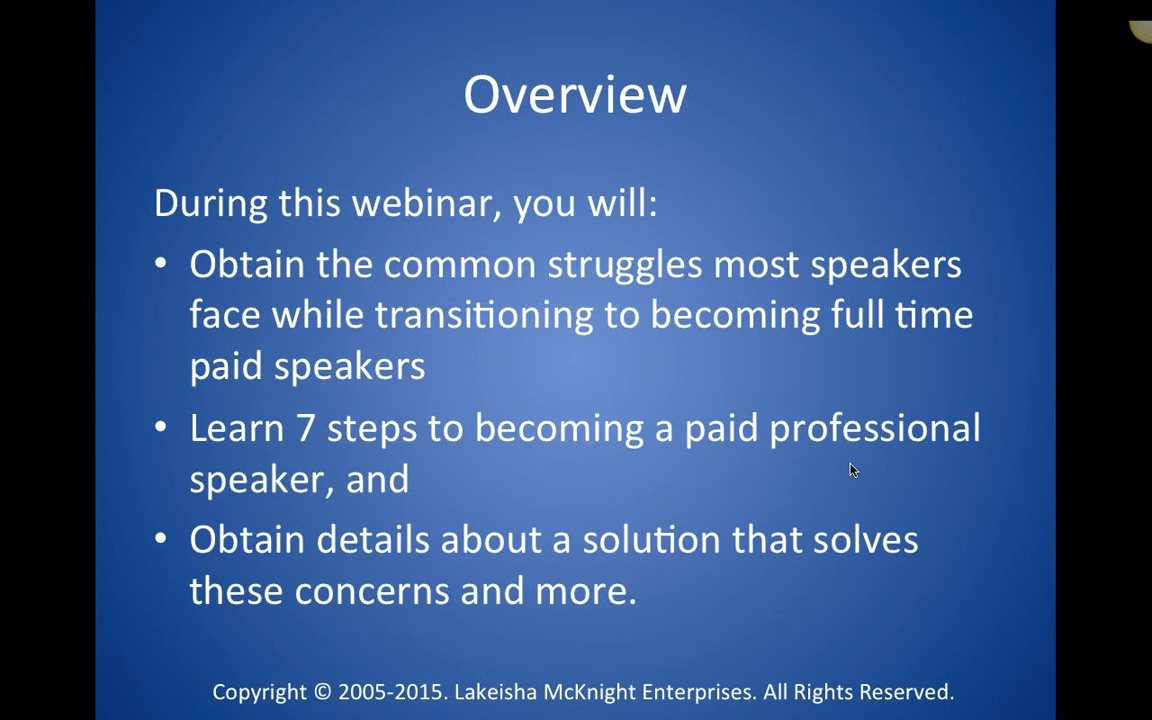 Overview
During this webinar, you will:
• Obtain the common struggles most speakers
face while transitioning to becoming full time
paid speakers
• Learn 7 steps to becoming a paid professional
speaker, and
• Obtain details about a solution that solves
these concerns and more.
Copyright © 2005-2015. Lakeisha McKnight Enterprises. All Rights Reserved.